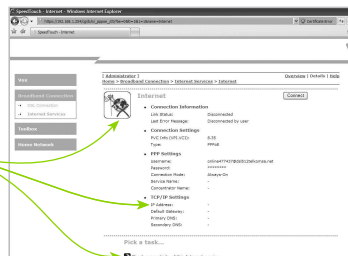 SpeedTouch - Internet - Windows Internet Explorer
SpeedTouch - Internet
[ Administrator ]
Overview | Details | Help
Home > Broadband Connection > Internet Services > Internet
Broadband Connection
DSL Connection
Internet Services
Toolbox
Home Network
Internet
Connect
Connection Information
Link Status: Disconnected
Last Error Message: Disconnected by user
Connection Settings
PVC Info (VPI.VCI): 8.35
Type: PPPoE
PPP Settings
Username:
Password: ********
Connection Mode: Always On
Service Name: -
Concentrator Name: -
TCP/IP Settings
IP Address: -
Default Gateway: -
Primary DNS: -
Secondary DNS: -
Pick a task...